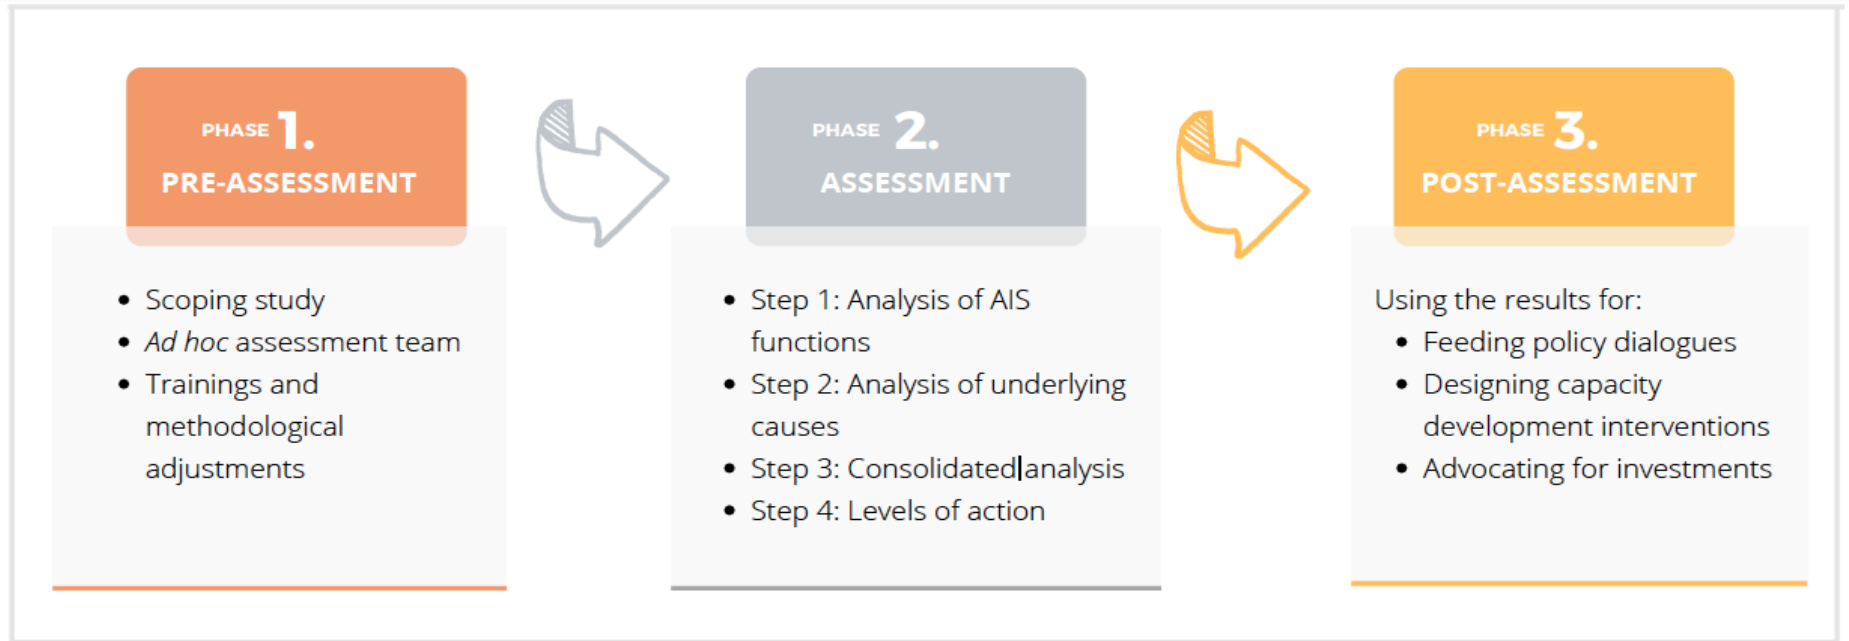 PHASE 1.
PRE-ASSESSMENT
• Scoping study
• Ad hoc assessment team
• Trainings and
methodological
adjustments
PHASE 2.
ASSESSMENT
• Step 1: Analysis of AIS
functions
• Step 2: Analysis of underlying
causes
• Step 3: Consolidated analysis
• Step 4: Levels of action
PHASE 3.
POST-ASSESSMENT
Using the results for:
• Feeding policy dialogues
• Designing capacity
development interventions
• Advocating for investments